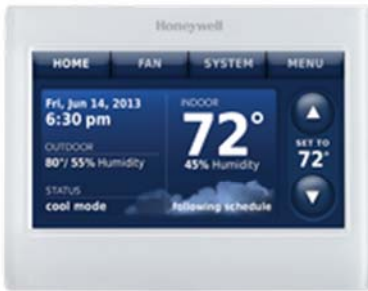 Honeywell
HOME FAN SYSTEM MENU
Fri, Jun 14, 2013
6:30 pm
OUTDOOR
80°/ 55% Humidity
STATUS
cool mode
INDOOR
72°
45% Humidity
following schedule
SET TO
72°